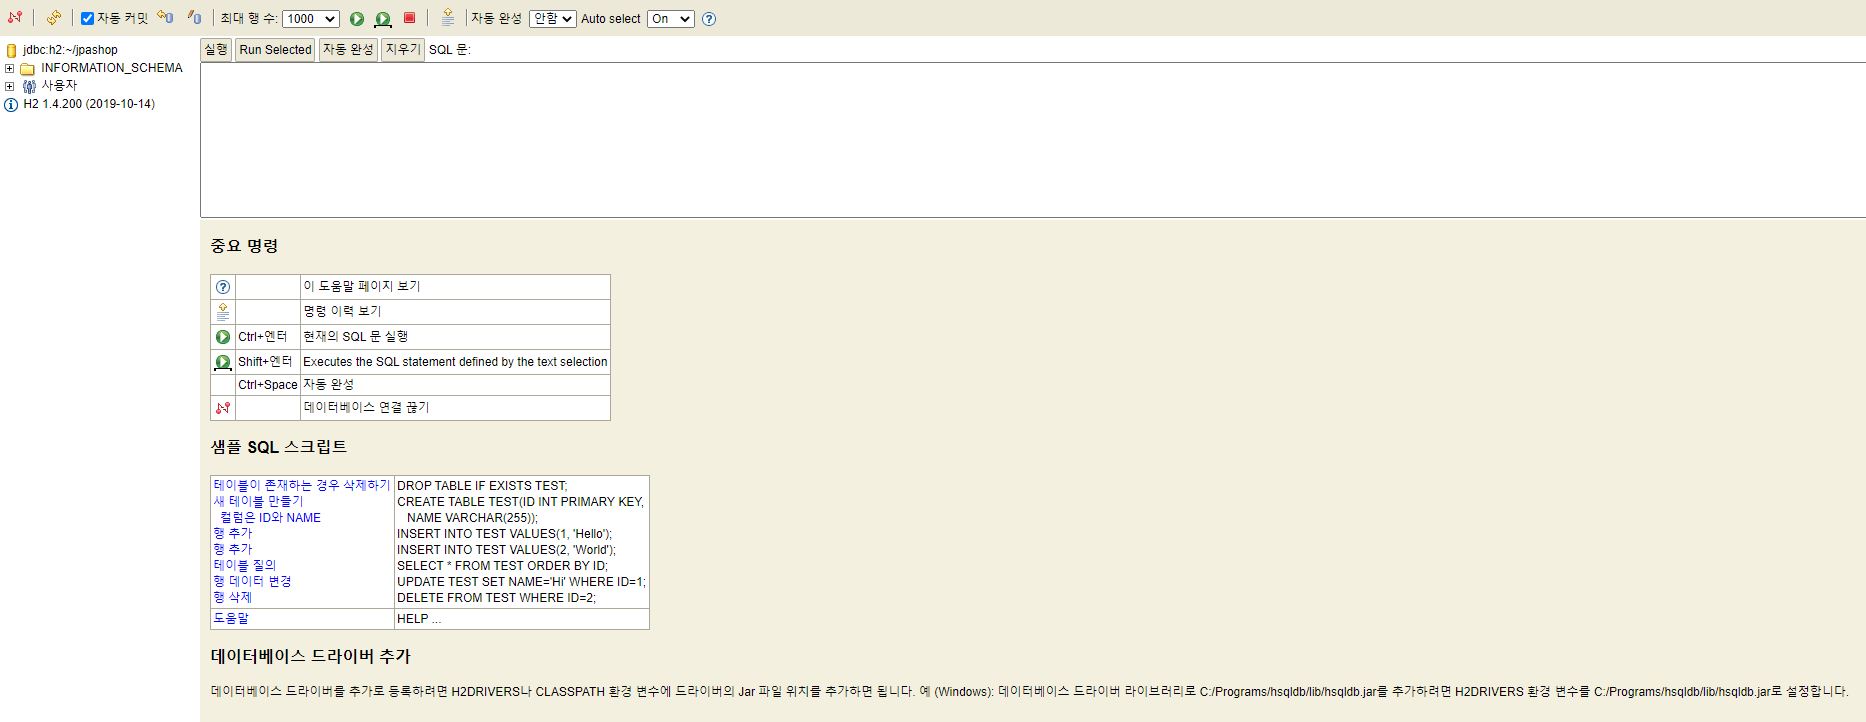 자동 커밋 최대 행 수: 1000 자동 완성 안함 Auto select On
jdbc:h2:~/jpashop
INFORMATION_SCHEMA
사용자
H2 1.4.200 (2019-10-14)
실행 Run Selected 자동 완성 지우기 SQL 문:
중요 명령
이 도움말 페이지 보기
명령 이력 보기
Ctrl+엔터 현재의 SQL 문 실행
Shift+엔터 Executes the SQL statement defined by the text selection
Ctrl+Space 자동 완성
데이터베이스 연결 끊기
샘플 SQL 스크립트
테이블이 존재하는 경우 삭제하기 DROP TABLE IF EXISTS TEST;
새 테이블 만들기 CREATE TABLE TEST(ID INT PRIMARY KEY,
컬럼은 ID와 NAME NAME VARCHAR(255));
행 추가 INSERT INTO TEST VALUES(1, 'Hello');
행 추가 INSERT INTO TEST VALUES(2, 'World');
테이블 질의 SELECT * FROM TEST ORDER BY ID;
행 데이터 변경 UPDATE TEST SET NAME='Hi' WHERE ID=1;
행 삭제 DELETE FROM TEST WHERE ID=2;
도움말 HELP ...
데이터베이스 드라이버 추가
데이터베이스 드라이버를 추가로 등록하려면 H2DRIVERS나 CLASSPATH 환경 변수에 드라이버의 Jar 파일 위치를 추가하면 됩니다. 예 (Windows): 데이터베이스 드라이버 라이브러리로 C:/Programs/hsqldb/lib/hsqldb.jar를 추가하려면 H2DRIVERS 환경 변수를 C:/Programs/hsqldb/lib/hsqldb.jar로 설정합니다.